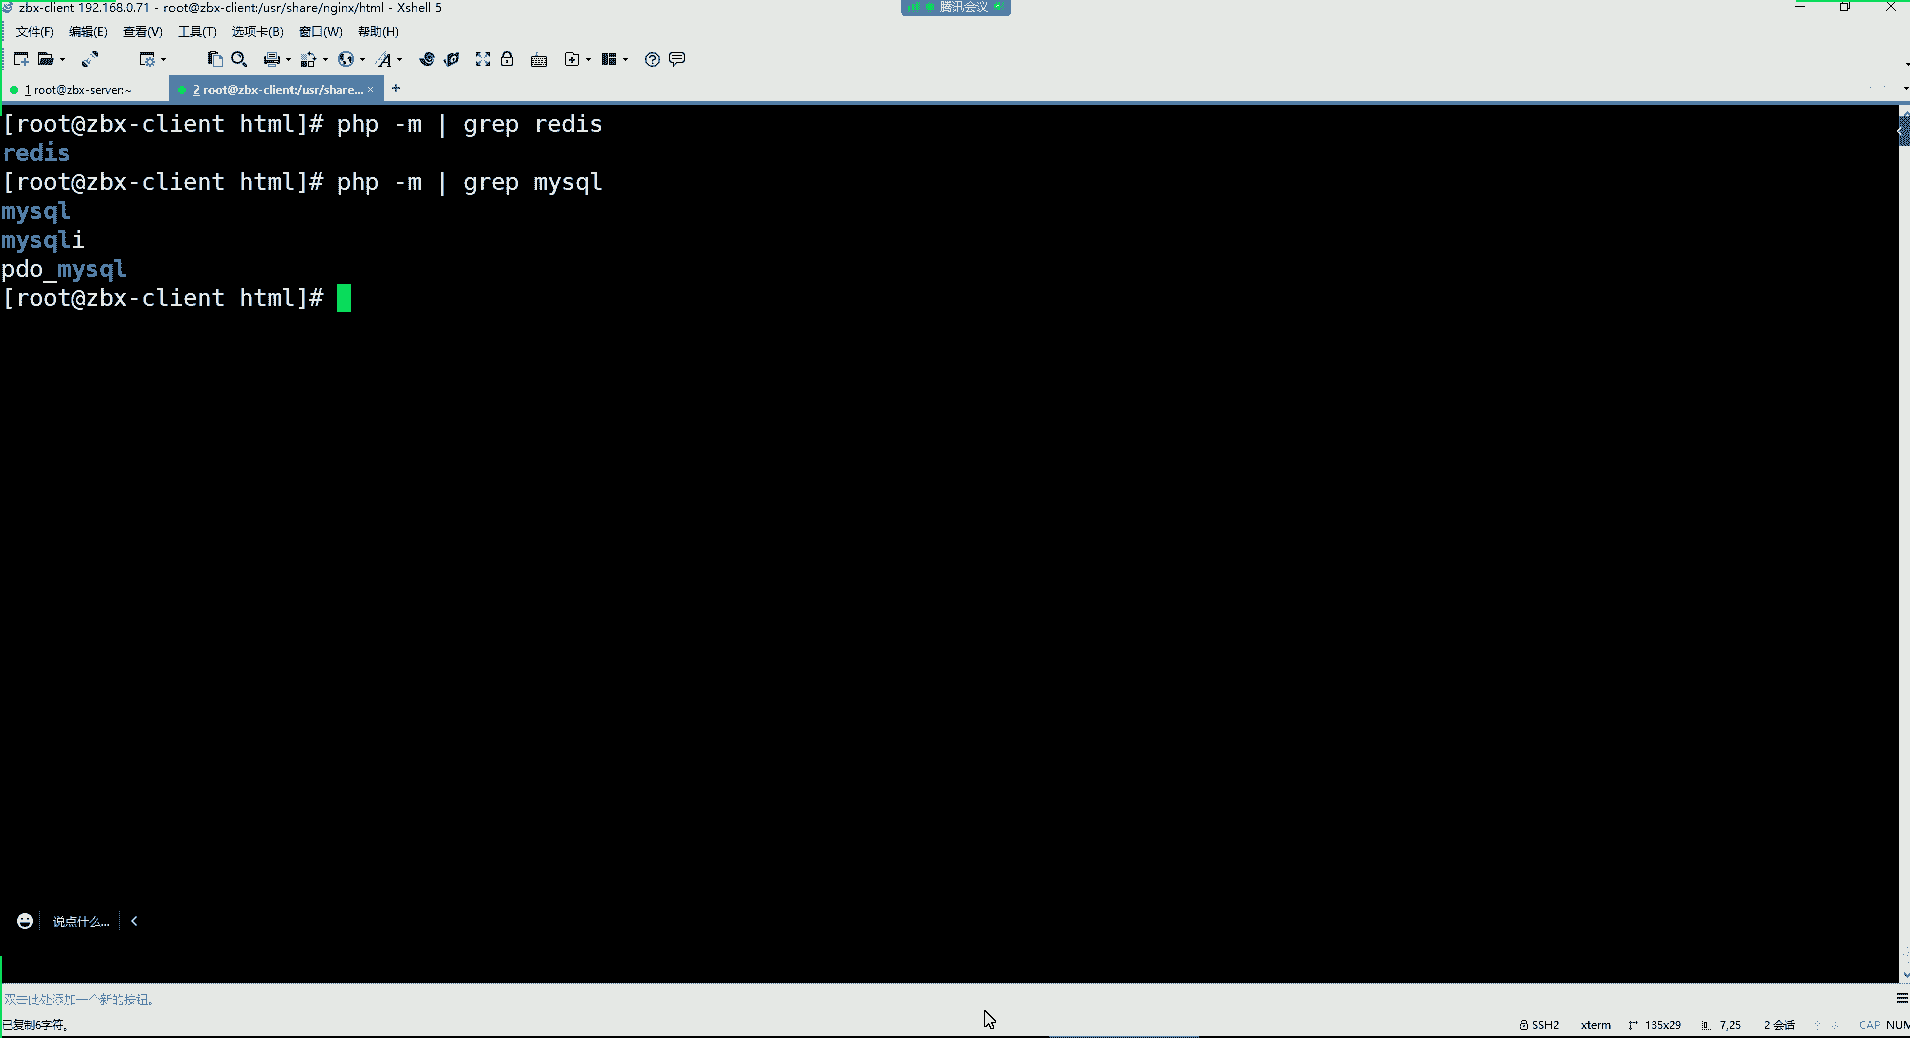 zbx-client 192.168.0.71 - root@zbx-client:/usr/share/nginx/html - Xshell 5
腾讯会议
文件(F) 编辑(E) 查看(V) 工具(T) 选项卡(B) 窗口(W) 帮助(H)
1 root@zbx-server:~ 2 root@zbx-client:/usr/share... × +
[root@zbx-client html]# php -m | grep redis
redis
[root@zbx-client html]# php -m | grep mysql
mysql
mysqli
pdo_mysql
[root@zbx-client html]#
说点什么...
双击此处添加一个新的按钮。
已复制6字符。 SSH2 xterm 135x29 7,25 2 会话 CAP NUM